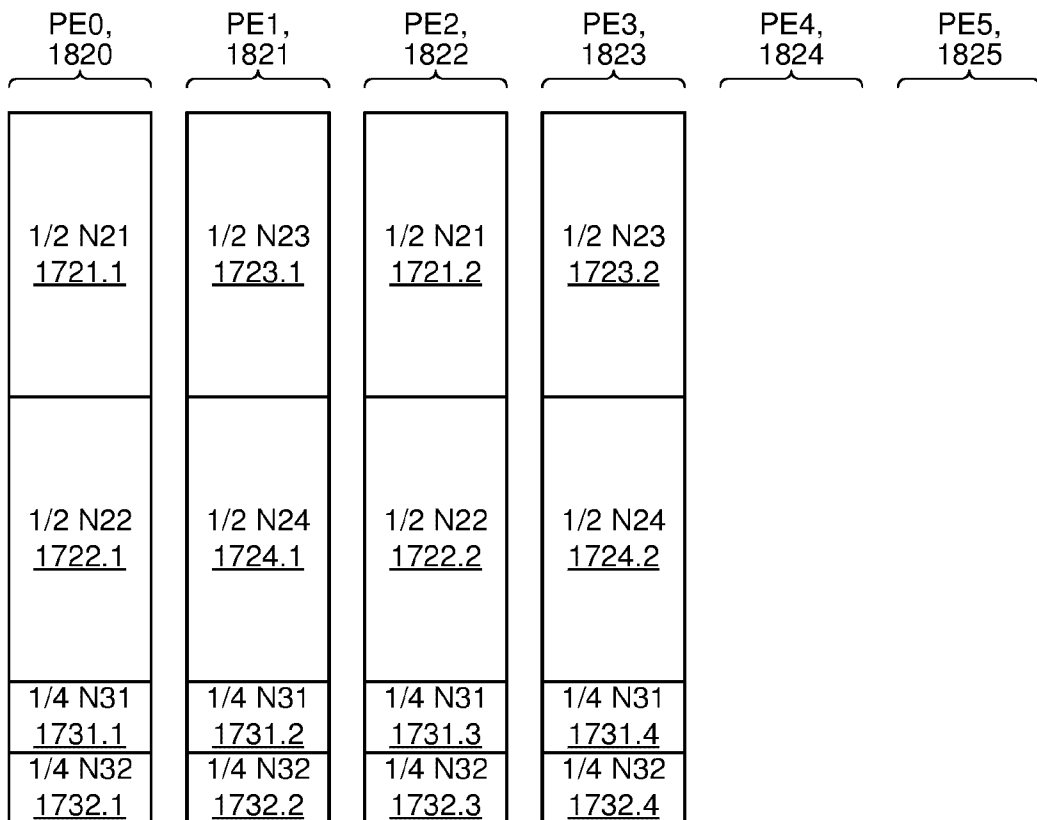 PE0,
1820
PE1,
1821
PE2,
1822
PE3,
1823
PE4,
1824
PE5,
1825
1/2 N21
1721.1
1/2 N23
1723.1
1/2 N21
1721.2
1/2 N23
1723.2
1/2 N22
1722.1
1/2 N24
1724.1
1/2 N22
1722.2
1/2 N24
1724.2
1/4 N31
1731.1
1/4 N31
1731.2
1/4 N31
1731.3
1/4 N31
1731.4
1/4 N32
1732.1
1/4 N32
1732.2
1/4 N32
1732.3
1/4 N32
1732.4